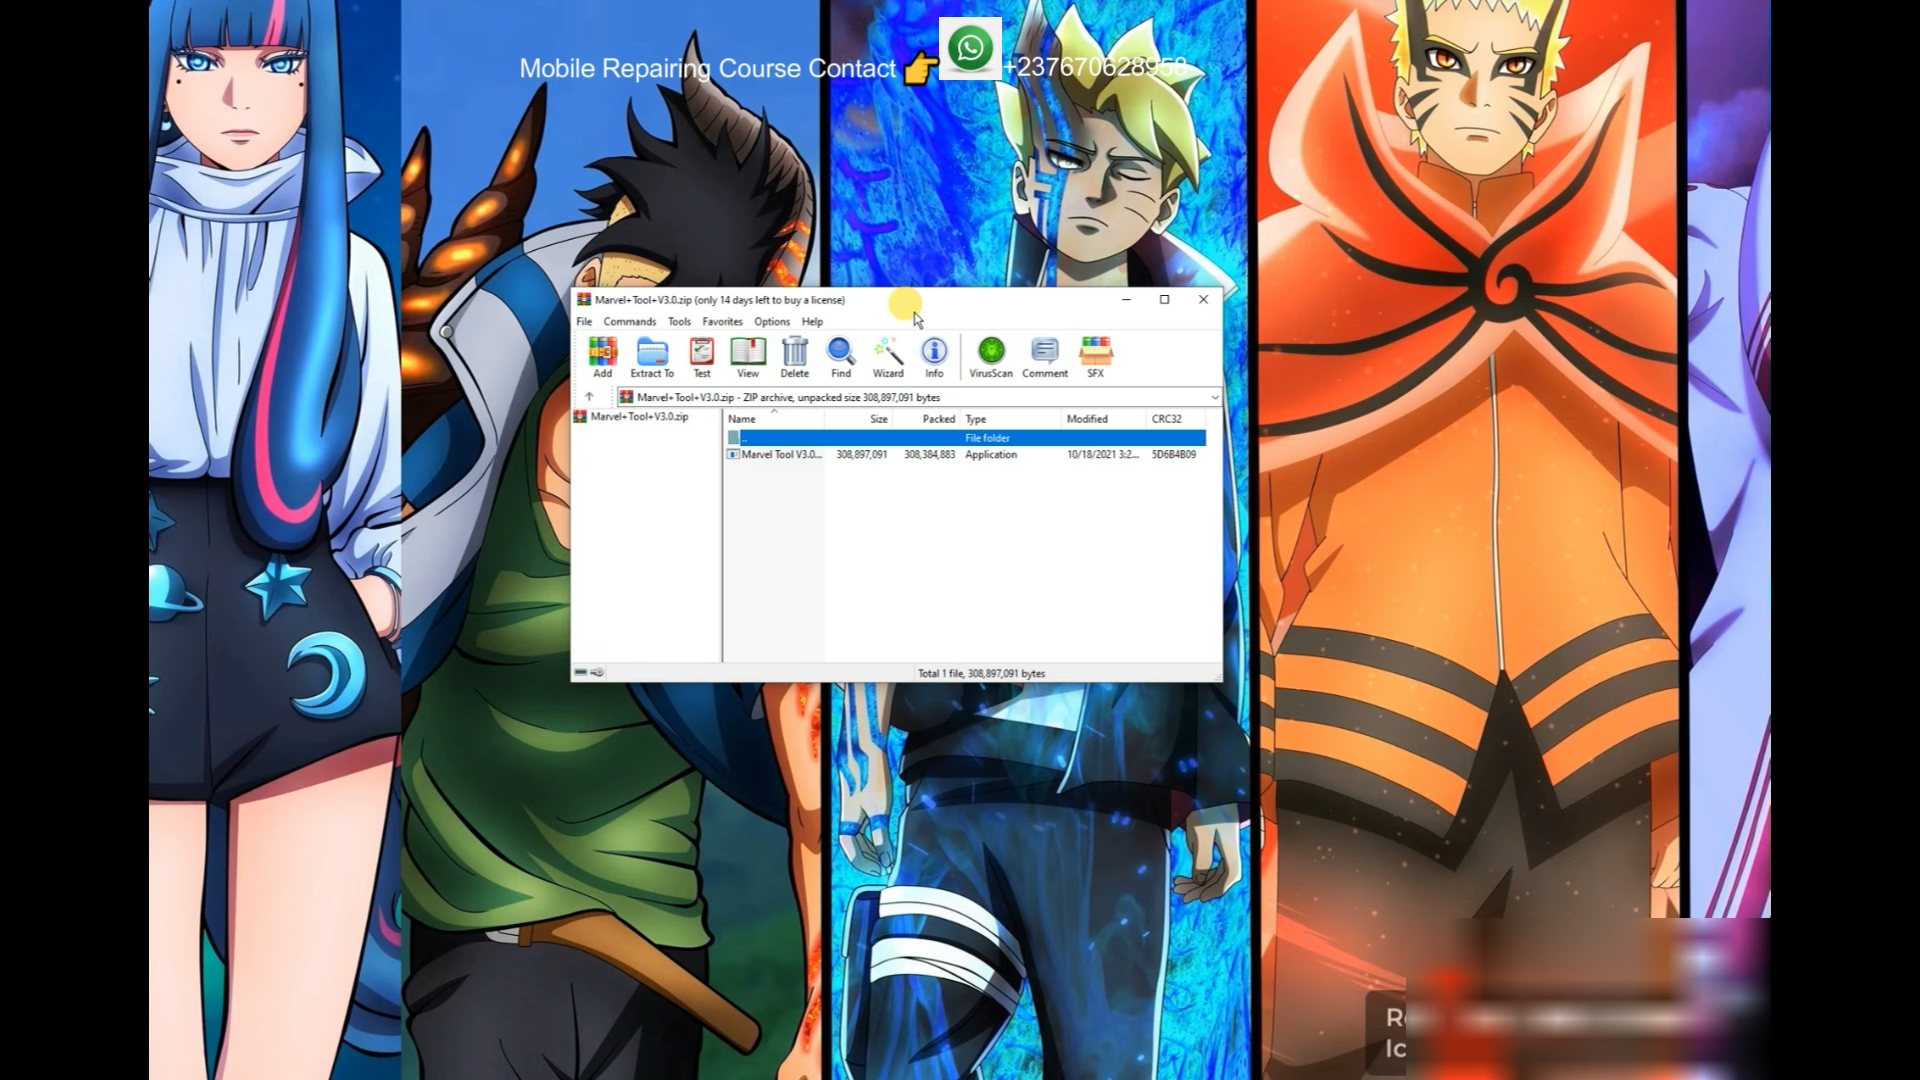 Mobile Repairing Course Contact +237670628958
Marvel+Tool+V3.0.zip (only 14 days left to buy a license)
File Commands Tools Favorites Options Help
Add Extract To Test View Delete Find Wizard Info VirusScan Comment SFX
Marvel+Tool+V3.0.zip - ZIP archive, unpacked size 308,897,091 bytes
Marvel+Tool+V3.0.zip
Name Size Packed Type Modified CRC32
.. File folder
Marvel Tool V3.0... 308,897,091 308,384,883 Application 10/18/2021 3:2... 5D6B4B09
Total 1 file, 308,897,091 bytes